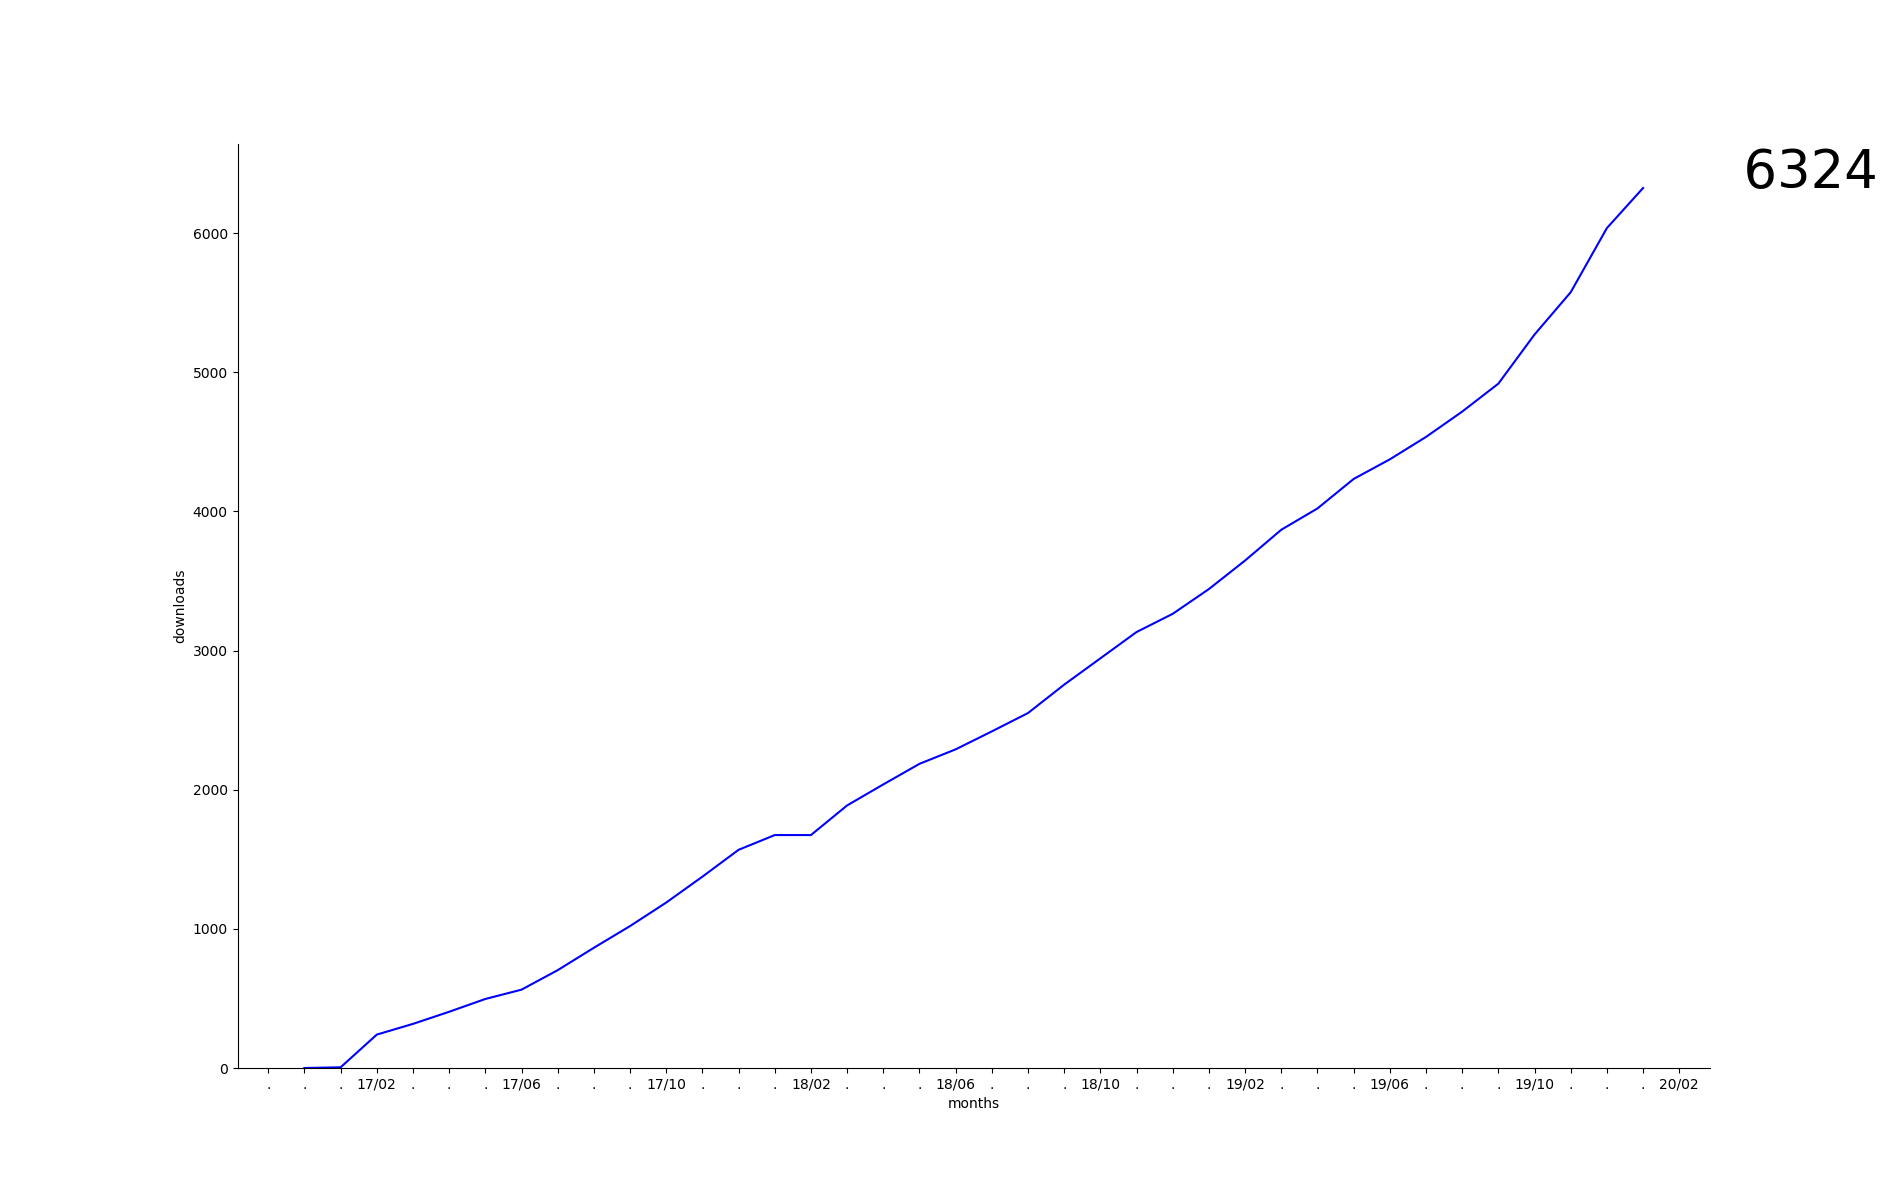 6324
6000
5000
4000
3000
2000
1000
0
downloads
. . . 17/02 . . . 17/06 . . . 17/10 . . . 18/02 . . . 18/06 . . . 18/10 . . . 19/02 . . . 19/06 . . . 19/10 . . . 20/02
months